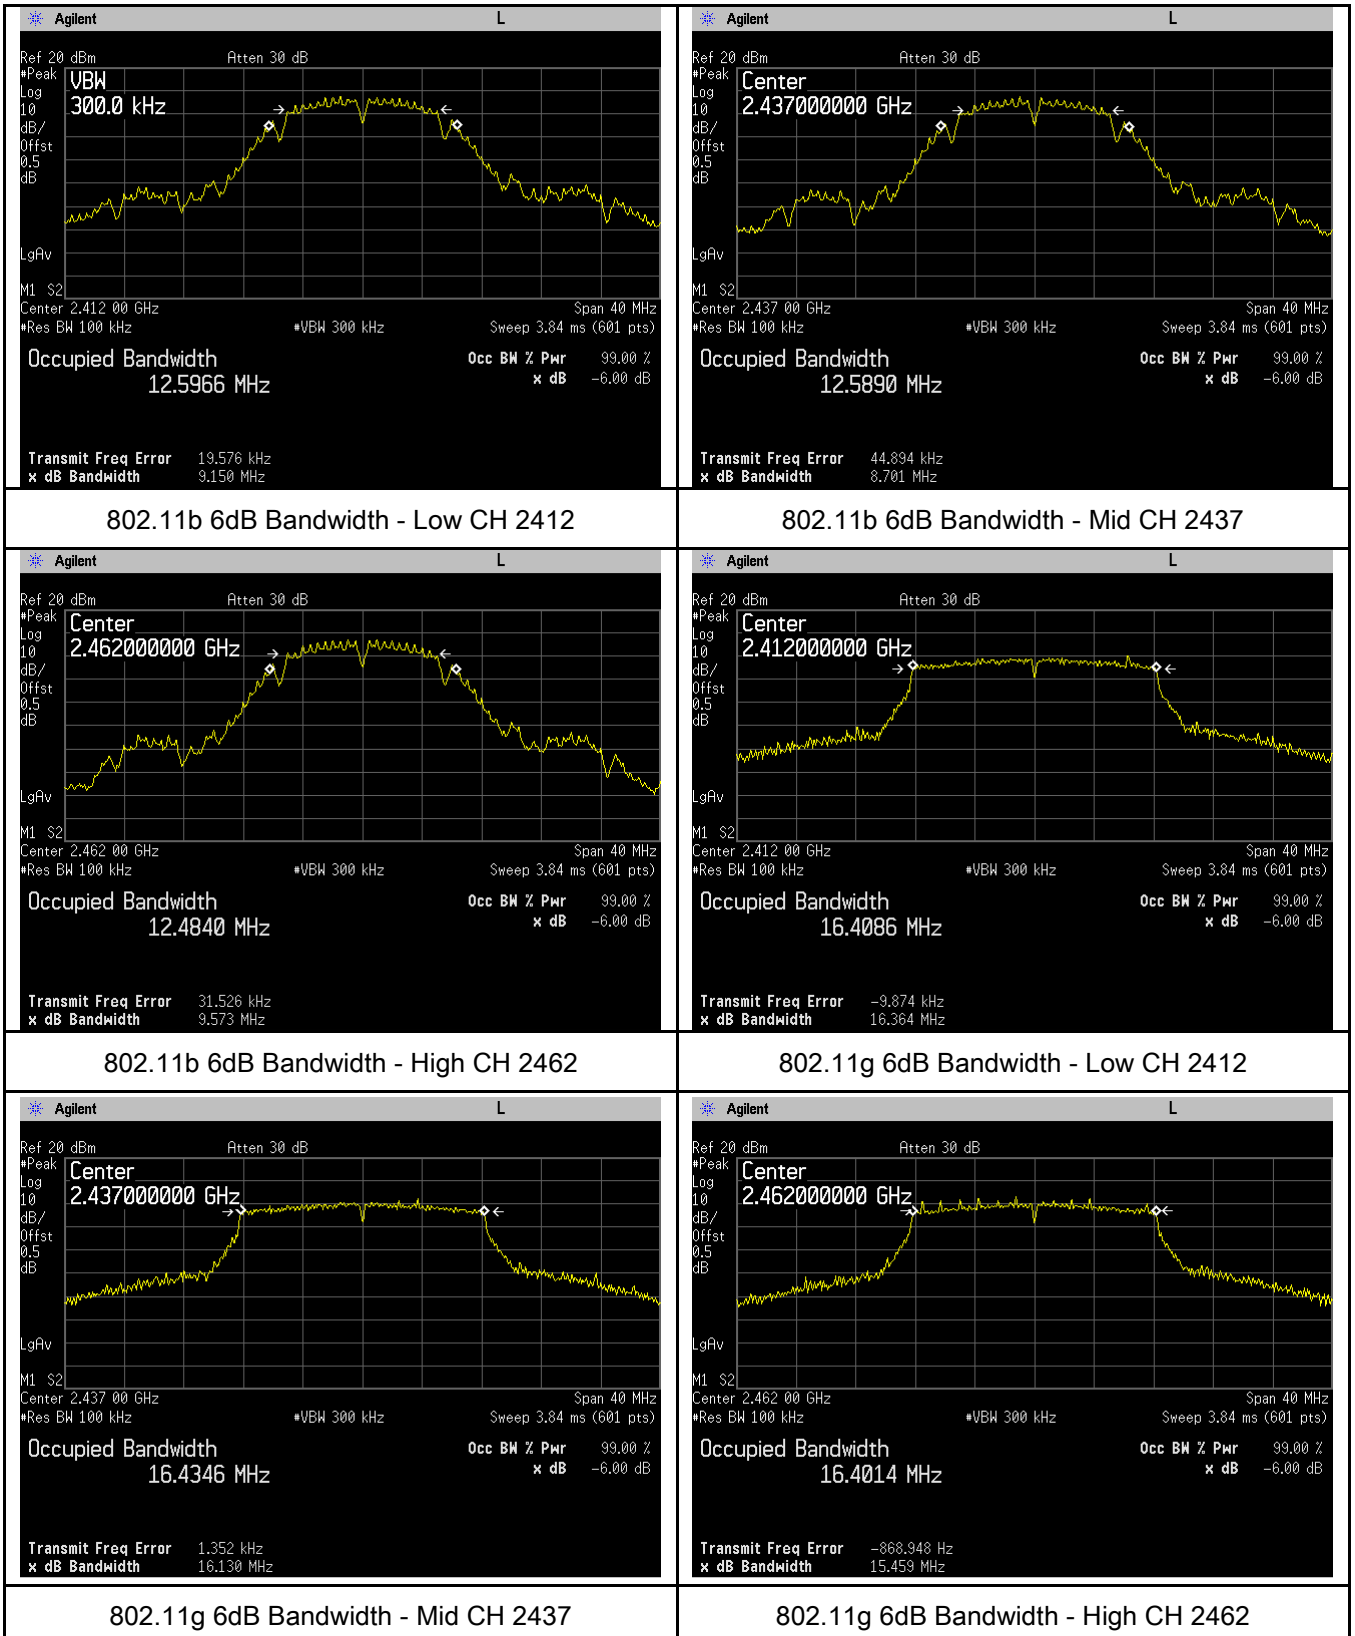 Agilent L
Ref 20 dBm Atten 30 dB
#Peak
Log
10
dB/
Offst
0.5
dB
VBW
300.0 kHz
LgAv
M1 S2
Center 2.412 00 GHz Span 40 MHz
#Res BW 100 kHz #VBW 300 kHz Sweep 3.84 ms (601 pts)
Occupied Bandwidth Occ BW % Pwr 99.00 %
12.5966 MHz x dB -6.00 dB
Transmit Freq Error 19.576 kHz
x dB Bandwidth 9.150 MHz
802.11b 6dB Bandwidth - Low CH 2412
Agilent L
Ref 20 dBm Atten 30 dB
#Peak
Log
10
dB/
Offst
0.5
dB
Center
2.437000000 GHz
LgAv
M1 S2
Center 2.437 00 GHz Span 40 MHz
#Res BW 100 kHz #VBW 300 kHz Sweep 3.84 ms (601 pts)
Occupied Bandwidth Occ BW % Pwr 99.00 %
12.5890 MHz x dB -6.00 dB
Transmit Freq Error 44.894 kHz
x dB Bandwidth 8.701 MHz
802.11b 6dB Bandwidth - Mid CH 2437
Agilent L
Ref 20 dBm Atten 30 dB
#Peak
Log
10
dB/
Offst
0.5
dB
Center
2.462000000 GHz
LgAv
M1 S2
Center 2.462 00 GHz Span 40 MHz
#Res BW 100 kHz #VBW 300 kHz Sweep 3.84 ms (601 pts)
Occupied Bandwidth Occ BW % Pwr 99.00 %
12.4840 MHz x dB -6.00 dB
Transmit Freq Error 31.526 kHz
x dB Bandwidth 9.573 MHz
802.11b 6dB Bandwidth - High CH 2462
Agilent L
Ref 20 dBm Atten 30 dB
#Peak
Log
10
dB/
Offst
0.5
dB
Center
2.412000000 GHz
LgAv
M1 S2
Center 2.412 00 GHz Span 40 MHz
#Res BW 100 kHz #VBW 300 kHz Sweep 3.84 ms (601 pts)
Occupied Bandwidth Occ BW % Pwr 99.00 %
16.4086 MHz x dB -6.00 dB
Transmit Freq Error -9.874 kHz
x dB Bandwidth 16.364 MHz
802.11g 6dB Bandwidth - Low CH 2412
Agilent L
Ref 20 dBm Atten 30 dB
#Peak
Log
10
dB/
Offst
0.5
dB
Center
2.437000000 GHz
LgAv
M1 S2
Center 2.437 00 GHz Span 40 MHz
#Res BW 100 kHz #VBW 300 kHz Sweep 3.84 ms (601 pts)
Occupied Bandwidth Occ BW % Pwr 99.00 %
16.4346 MHz x dB -6.00 dB
Transmit Freq Error 1.352 kHz
x dB Bandwidth 16.130 MHz
802.11g 6dB Bandwidth - Mid CH 2437
Agilent L
Ref 20 dBm Atten 30 dB
#Peak
Log
10
dB/
Offst
0.5
dB
Center
2.462000000 GHz
LgAv
M1 S2
Center 2.462 00 GHz Span 40 MHz
#Res BW 100 kHz #VBW 300 kHz Sweep 3.84 ms (601 pts)
Occupied Bandwidth Occ BW % Pwr 99.00 %
16.4014 MHz x dB -6.00 dB
Transmit Freq Error -868.948 Hz
x dB Bandwidth 15.459 MHz
802.11g 6dB Bandwidth - High CH 2462